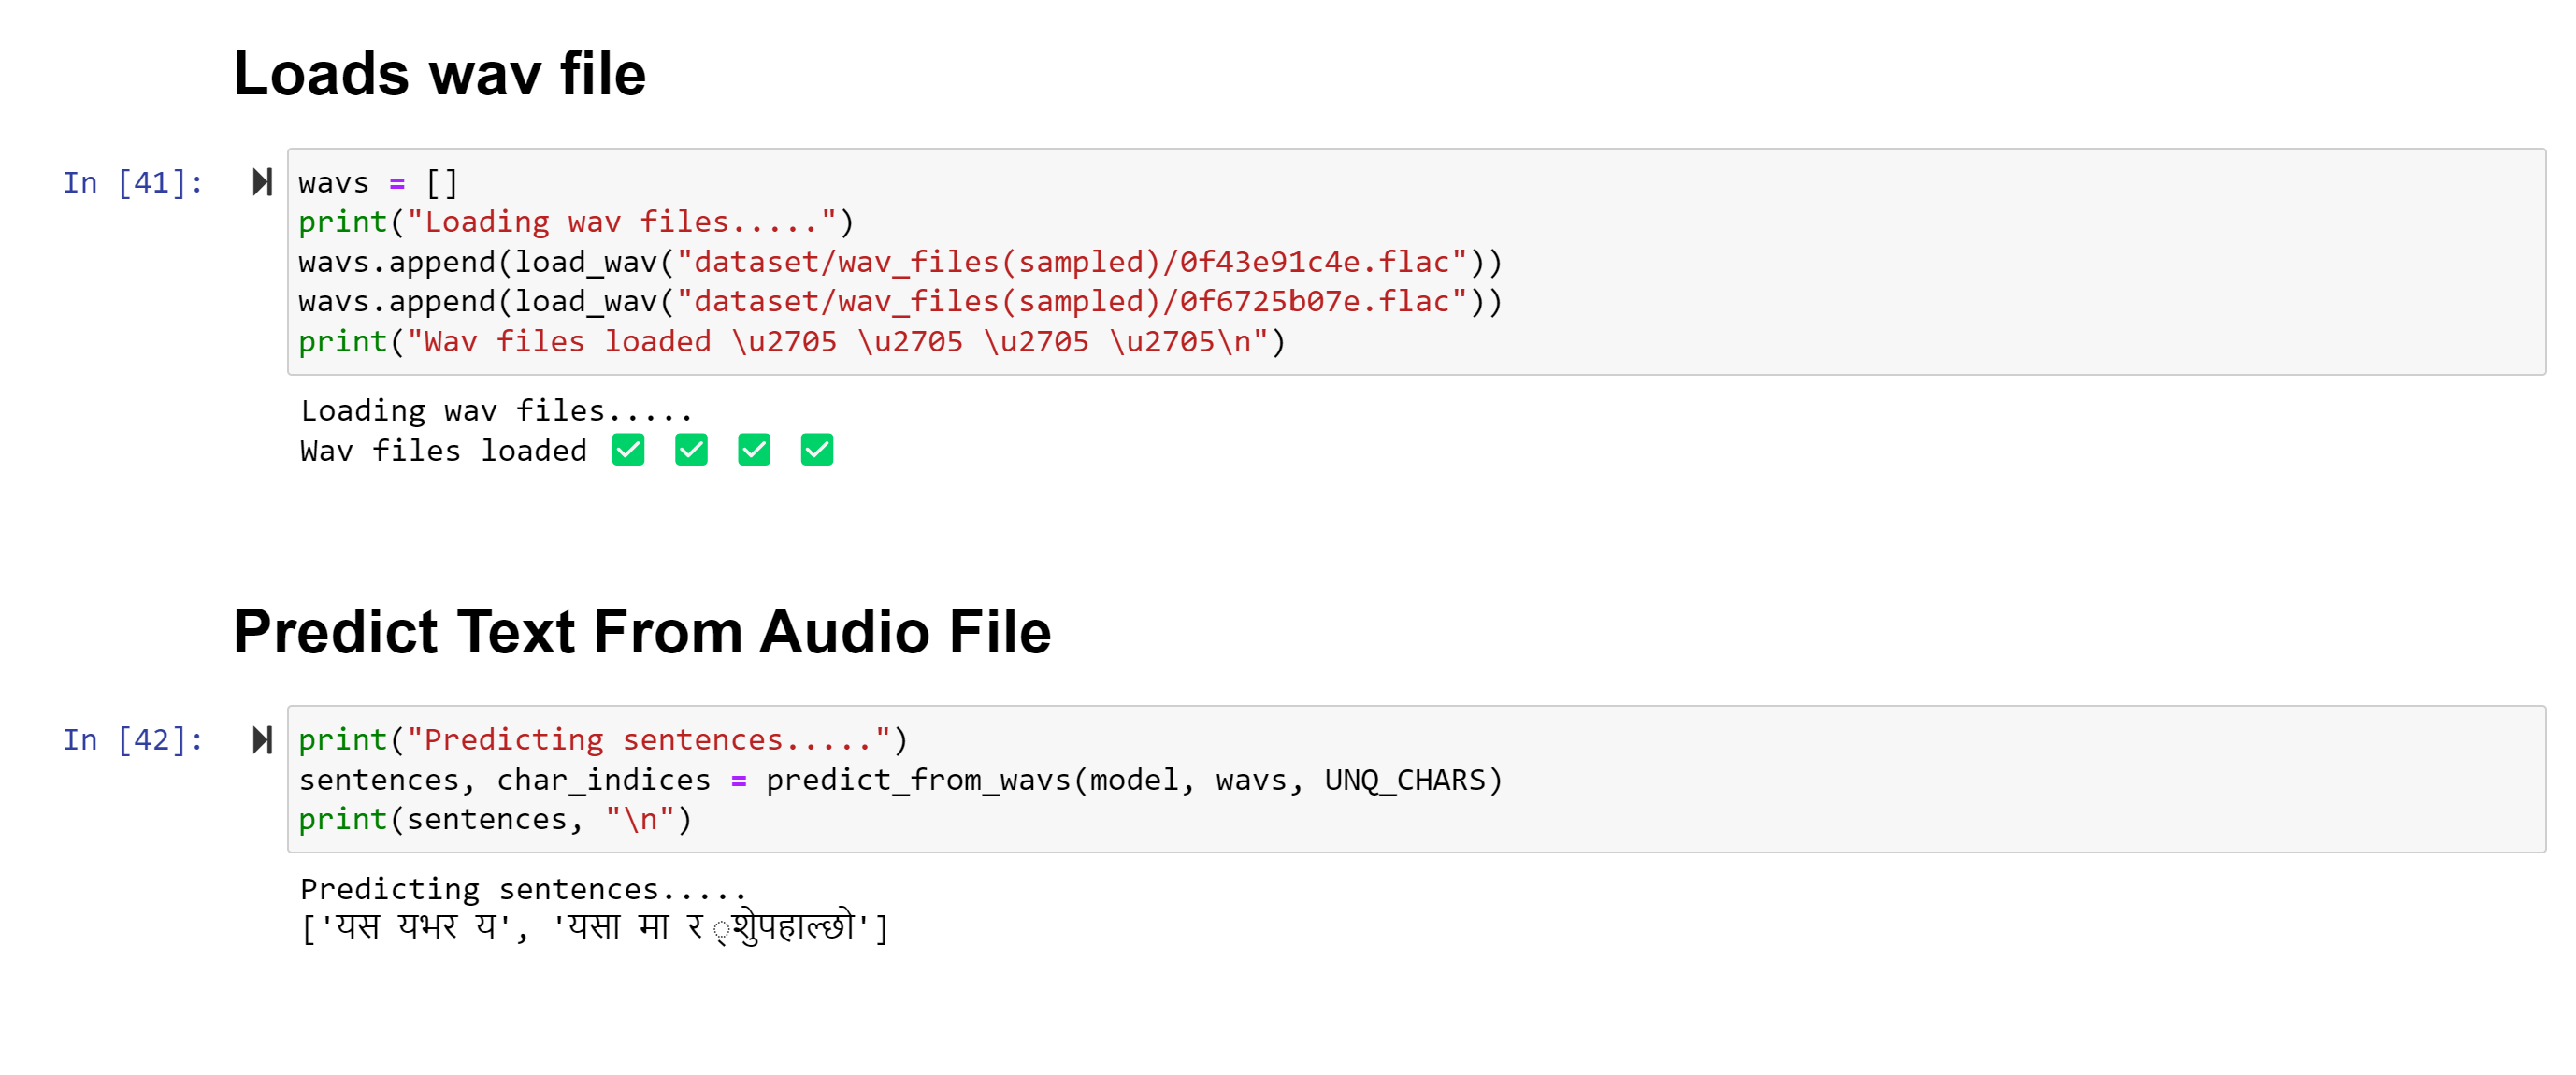 Loads wav file
In [41]:
wavs = []
print("Loading wav files.....")
wavs.append(load_wav("dataset/wav_files(sampled)/0f43e91c4e.flac"))
wavs.append(load_wav("dataset/wav_files(sampled)/0f6725b07e.flac"))
print("Wav files loaded \u2705 \u2705 \u2705 \u2705\n")
Loading wav files.....
Wav files loaded ✅ ✅ ✅ ✅
Predict Text From Audio File
In [42]:
print("Predicting sentences.....")
sentences, char_indices = predict_from_wavs(model, wavs, UNQ_CHARS)
print(sentences, "\n")
Predicting sentences.....
['यस यभर य', 'यसा मा र ्शुेपहाल्छो']